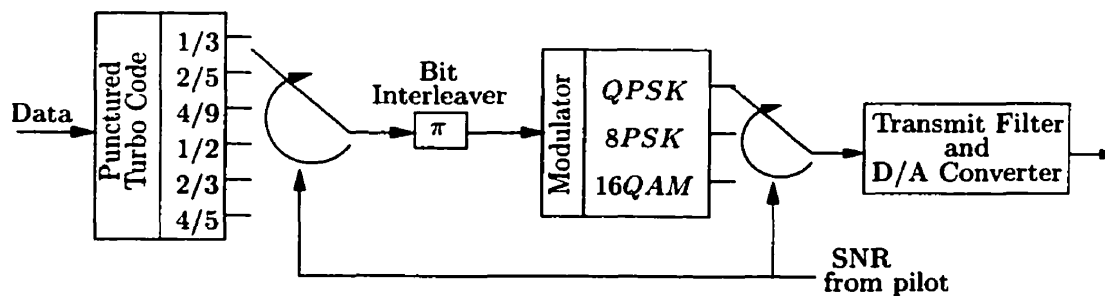 Data
Punctured
Turbo Code
1/3
2/5
4/9
1/2
2/3
4/5
Bit
Interleaver
π
Modulator
QPSK
8PSK
16QAM
Transmit Filter
and
D/A Converter
SNR
from pilot